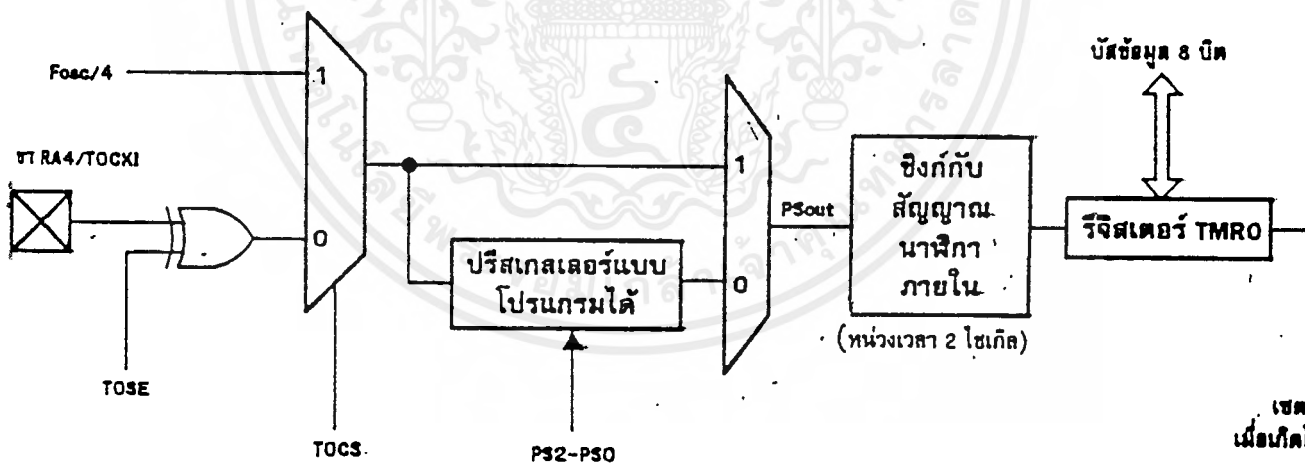 Fosc/4
1
บัสข้อมูล 8 บิต
ขา RA4/TOCKI
0
1
PSout
ซิงก์กับ
สัญญาณ
นาฬิกา
ภายใน
รีจิสเตอร์ TMR0
ปรีสเกลเลอร์แบบ
โปรแกรมได้
0
(หน่วงเวลา 2 ไซเกิล)
TOSE
TOCS
PS2-PS0
เซต